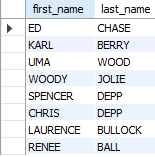 first_name last_name
ED CHASE
KARL BERRY
UMA WOOD
WOODY JOLIE
SPENCER DEPP
CHRIS DEPP
LAURENCE BULLOCK
RENEE BALL